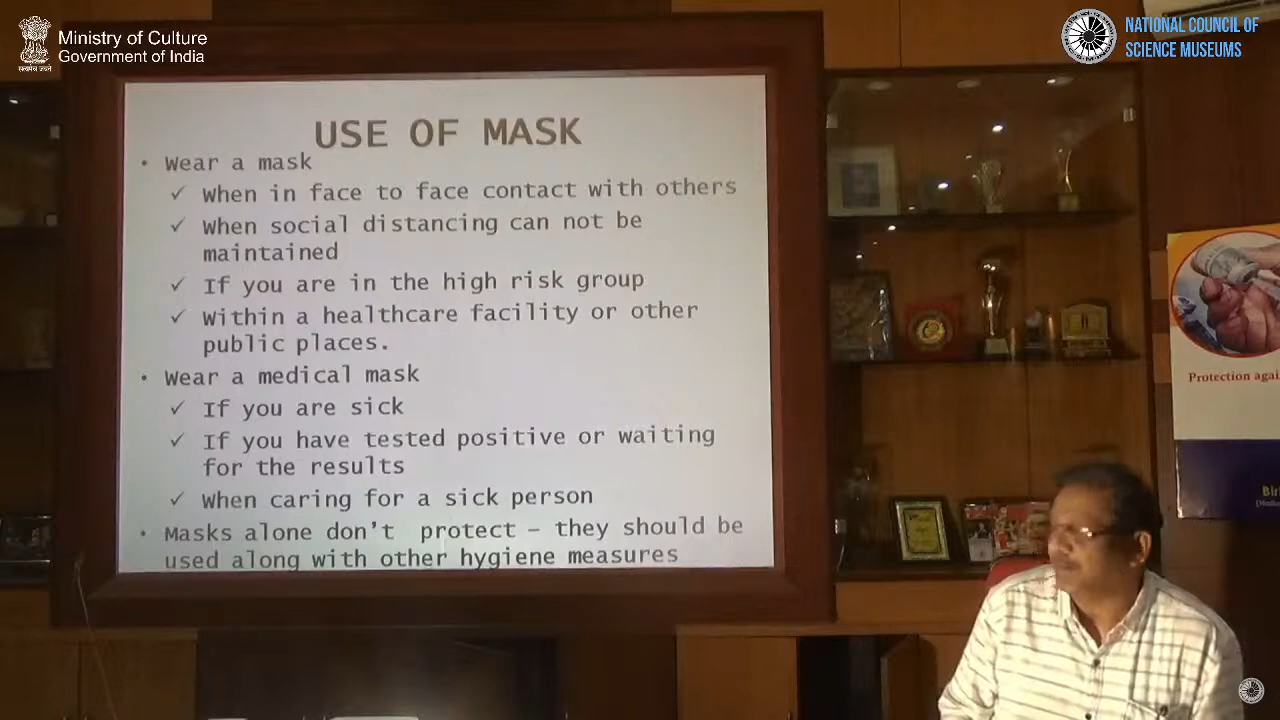 Ministry of Culture
Government of India
NATIONAL COUNCIL OF
SCIENCE MUSEUMS
USE OF MASK
• Wear a mask
✓ When in face to face contact with others
✓ When social distancing can not be
maintained
✓ If you are in the high risk group
✓ Within a healthcare facility or other
public places.
• Wear a medical mask
✓ If you are sick
✓ If you have tested positive or waiting
for the results
✓ When caring for a sick person
• Masks alone don't protect – they should be
used along with other hygiene measures
Protection agai